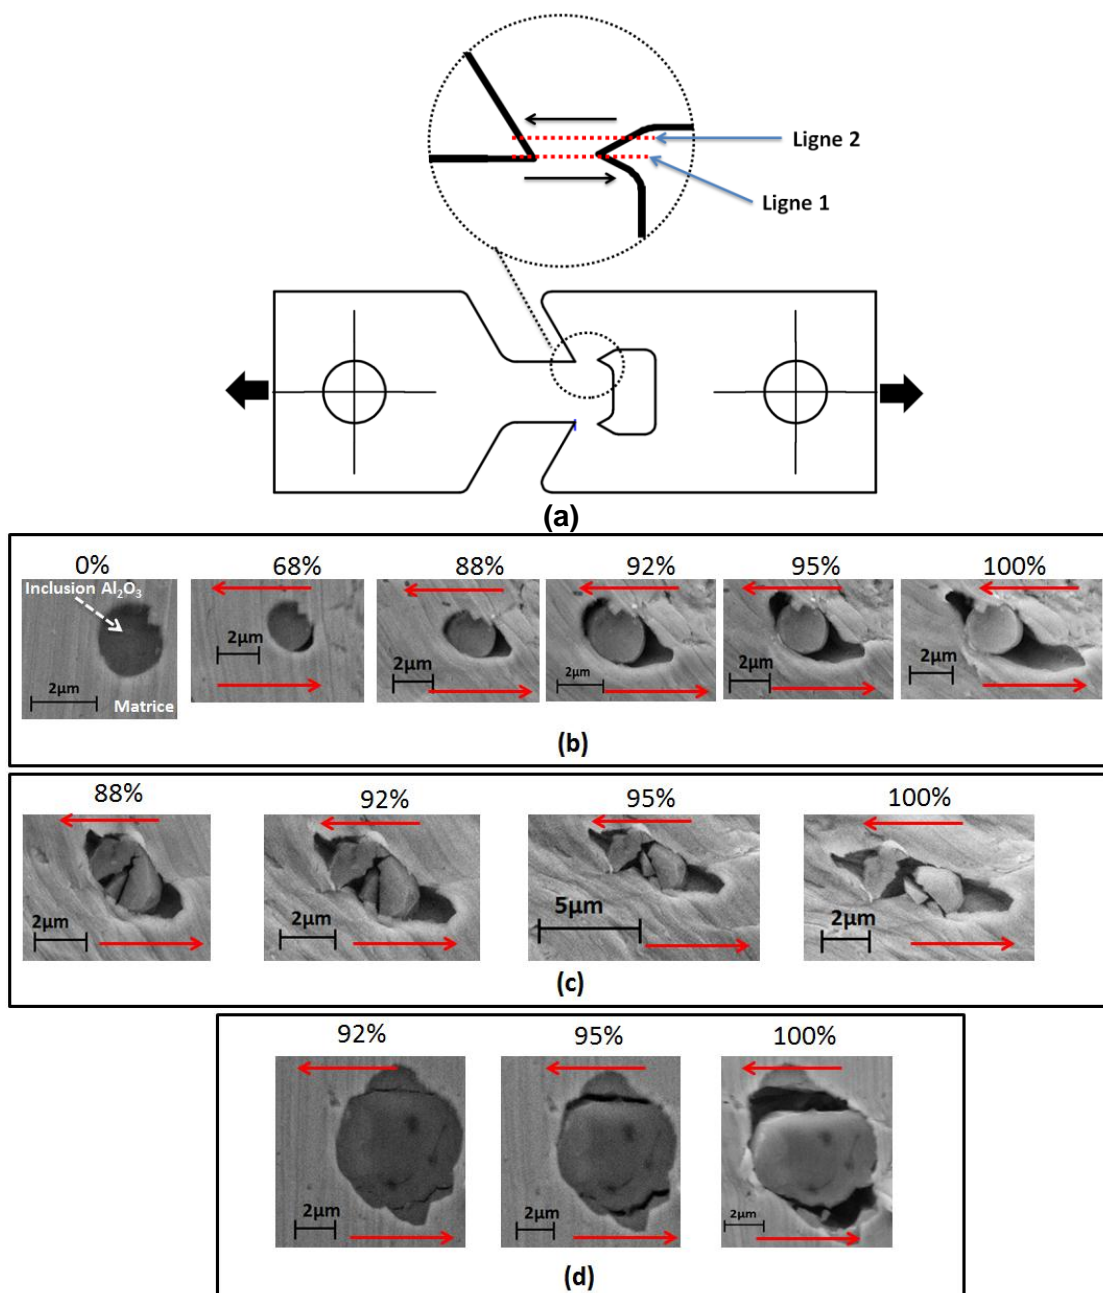 Ligne 2
Ligne 1
(a)
0% 68% 88% 92% 95% 100%
Inclusion Al₂O₃
2µm 2µm 2µm 2µm 2µm 2µm
Matrice
(b)
88% 92% 95% 100%
2µm 2µm 5µm 2µm
(c)
92% 95% 100%
2µm 2µm 2µm
(d)